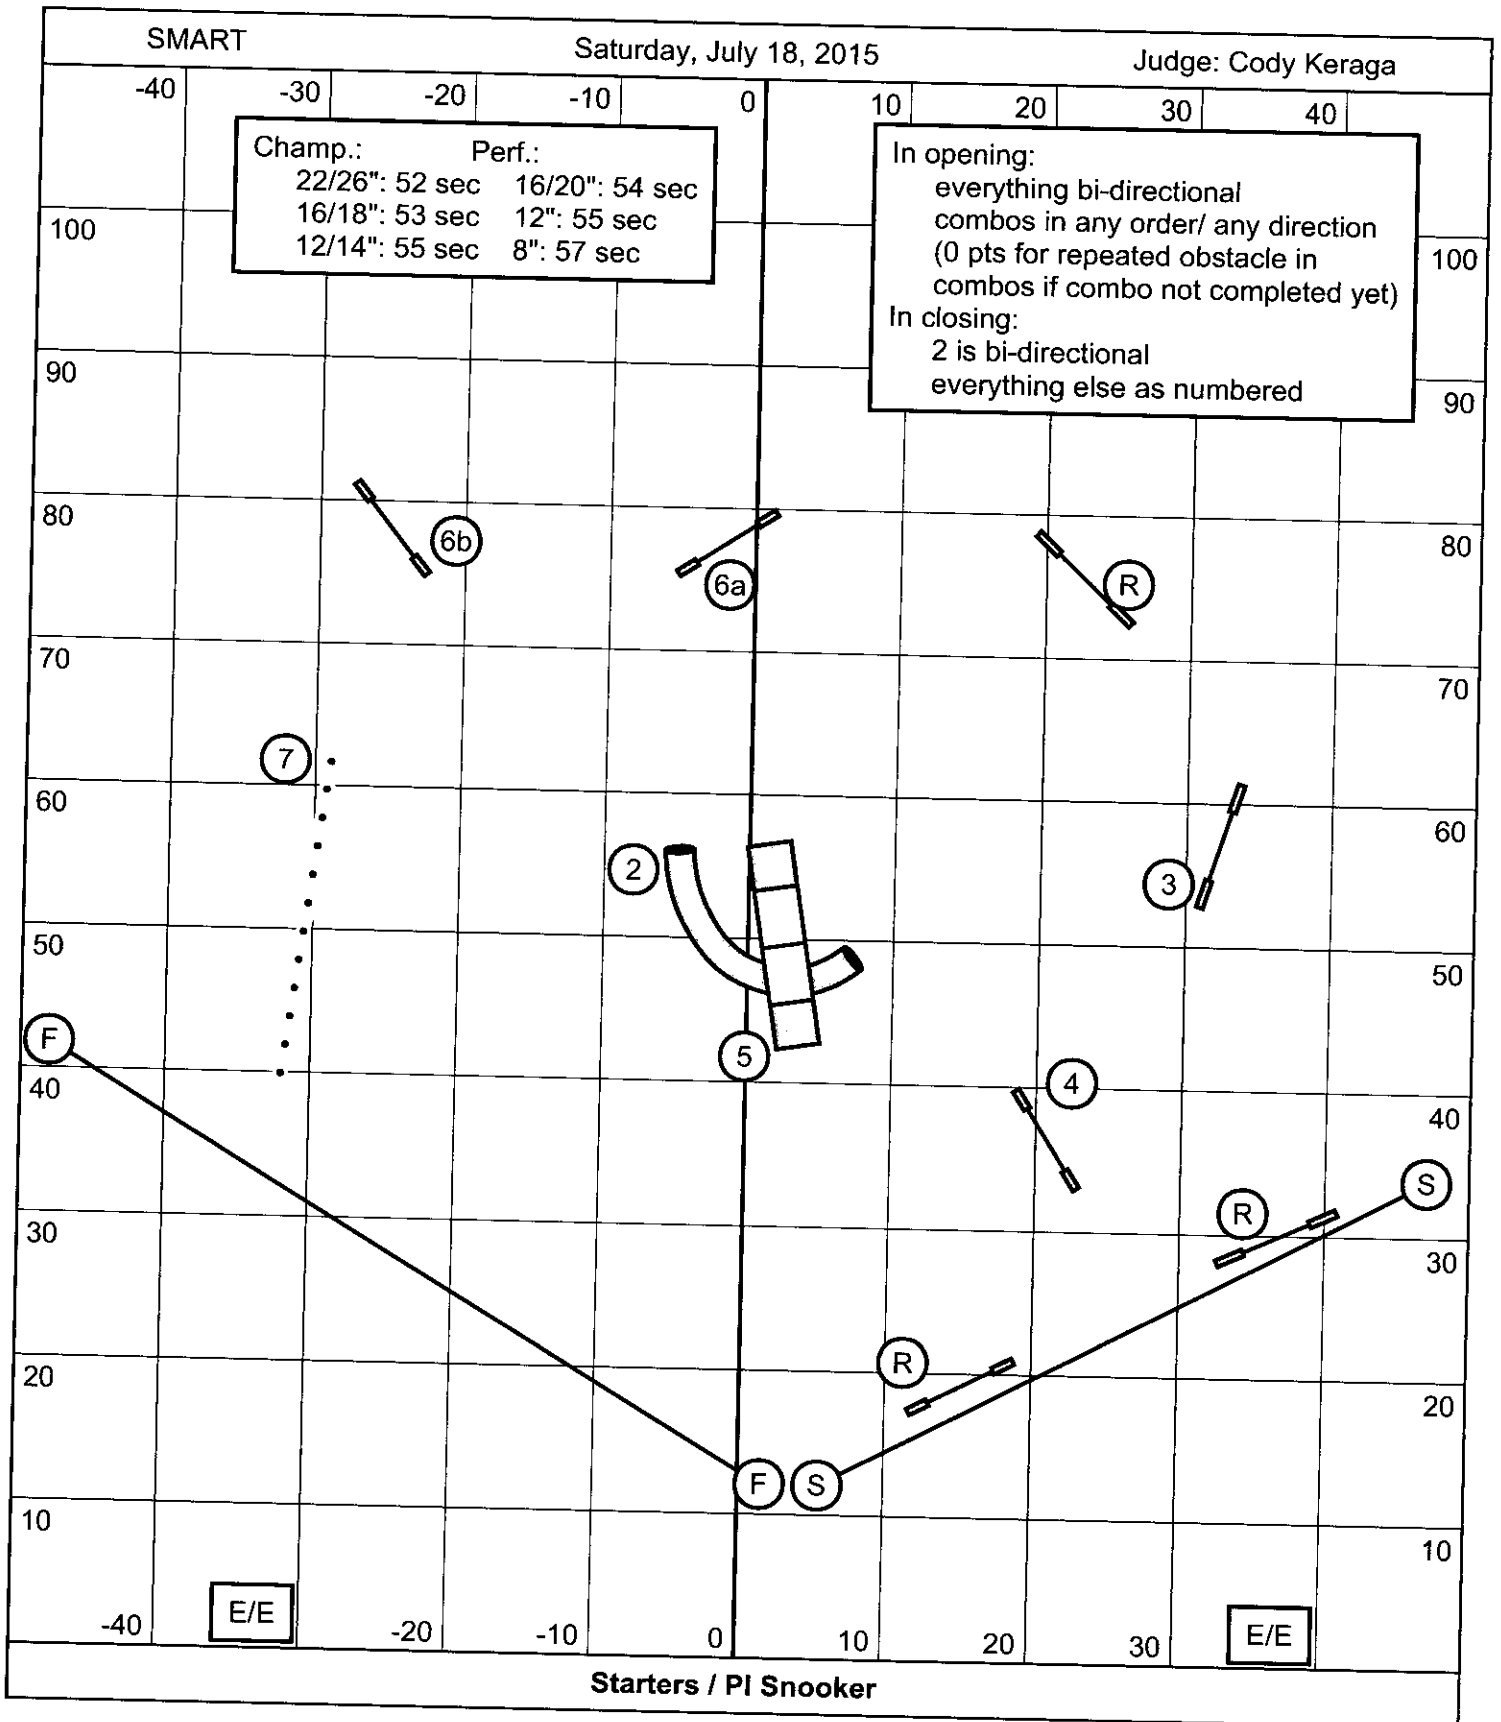 SMART Saturday, July 18, 2015 Judge: Cody Keraga
-40 -30 -20 -10 0 10 20 30 40
Champ.: Perf.:
22/26": 52 sec 16/20": 54 sec
16/18": 53 sec 12": 55 sec
12/14": 55 sec 8": 57 sec
In opening:
everything bi-directional
combos in any order/ any direction
(0 pts for repeated obstacle in
combos if combo not completed yet)
In closing:
2 is bi-directional
everything else as numbered
100 100
90 90
80 80
6b 6a R
70 70
7
60 60
2 3
50 50
F 5 4
40 40
R S
30 30
R
20 20
F S
10 10
E/E E/E
-40 -20 -10 0 10 20 30
Starters / PI Snooker